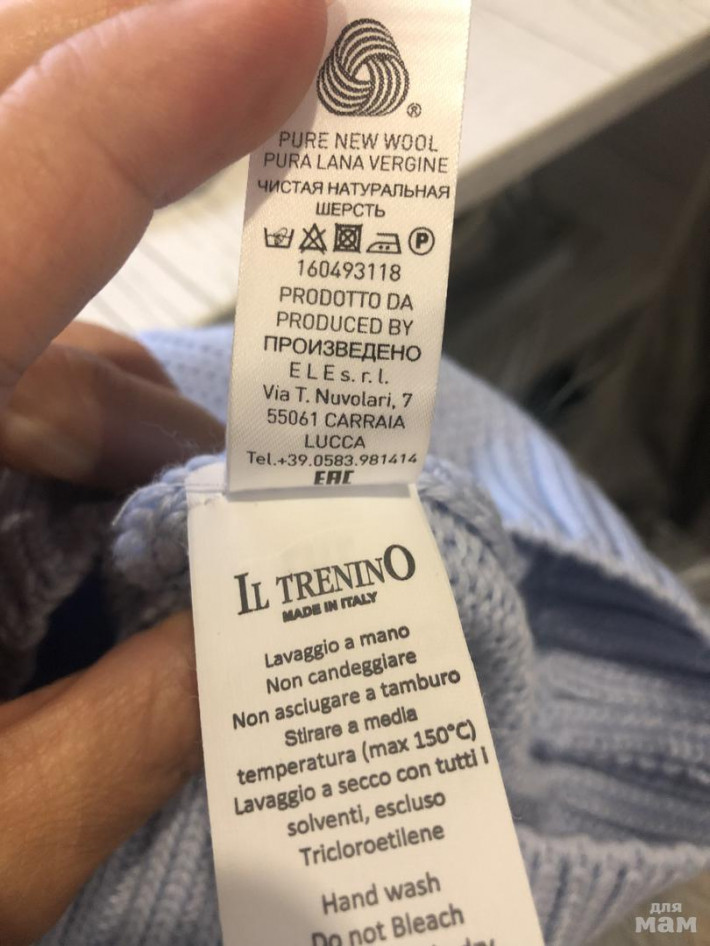 ®
PURE NEW WOOL
PURA LANA VERGINE
ЧИСТАЯ НАТУРАЛЬНАЯ
ШЕРСТЬ
P
160493118
PRODOTTO DA
PRODUCED BY
ПРОИЗВЕДЕНО
E L E s. r. l.
Via T. Nuvolari, 7
55061 CARRAIA
LUCCA
Tel.+39.0583.981414
EAC
IL TRENINO
MADE IN ITALY
Lavaggio a mano
Non candeggiare
Non asciugare a tamburo
Stirare a media
temperatura (max 150°C)
Lavaggio a secco con tutti i
solventi, escluso
Tricloroetilene
Hand wash
Do not Bleach
для
мам